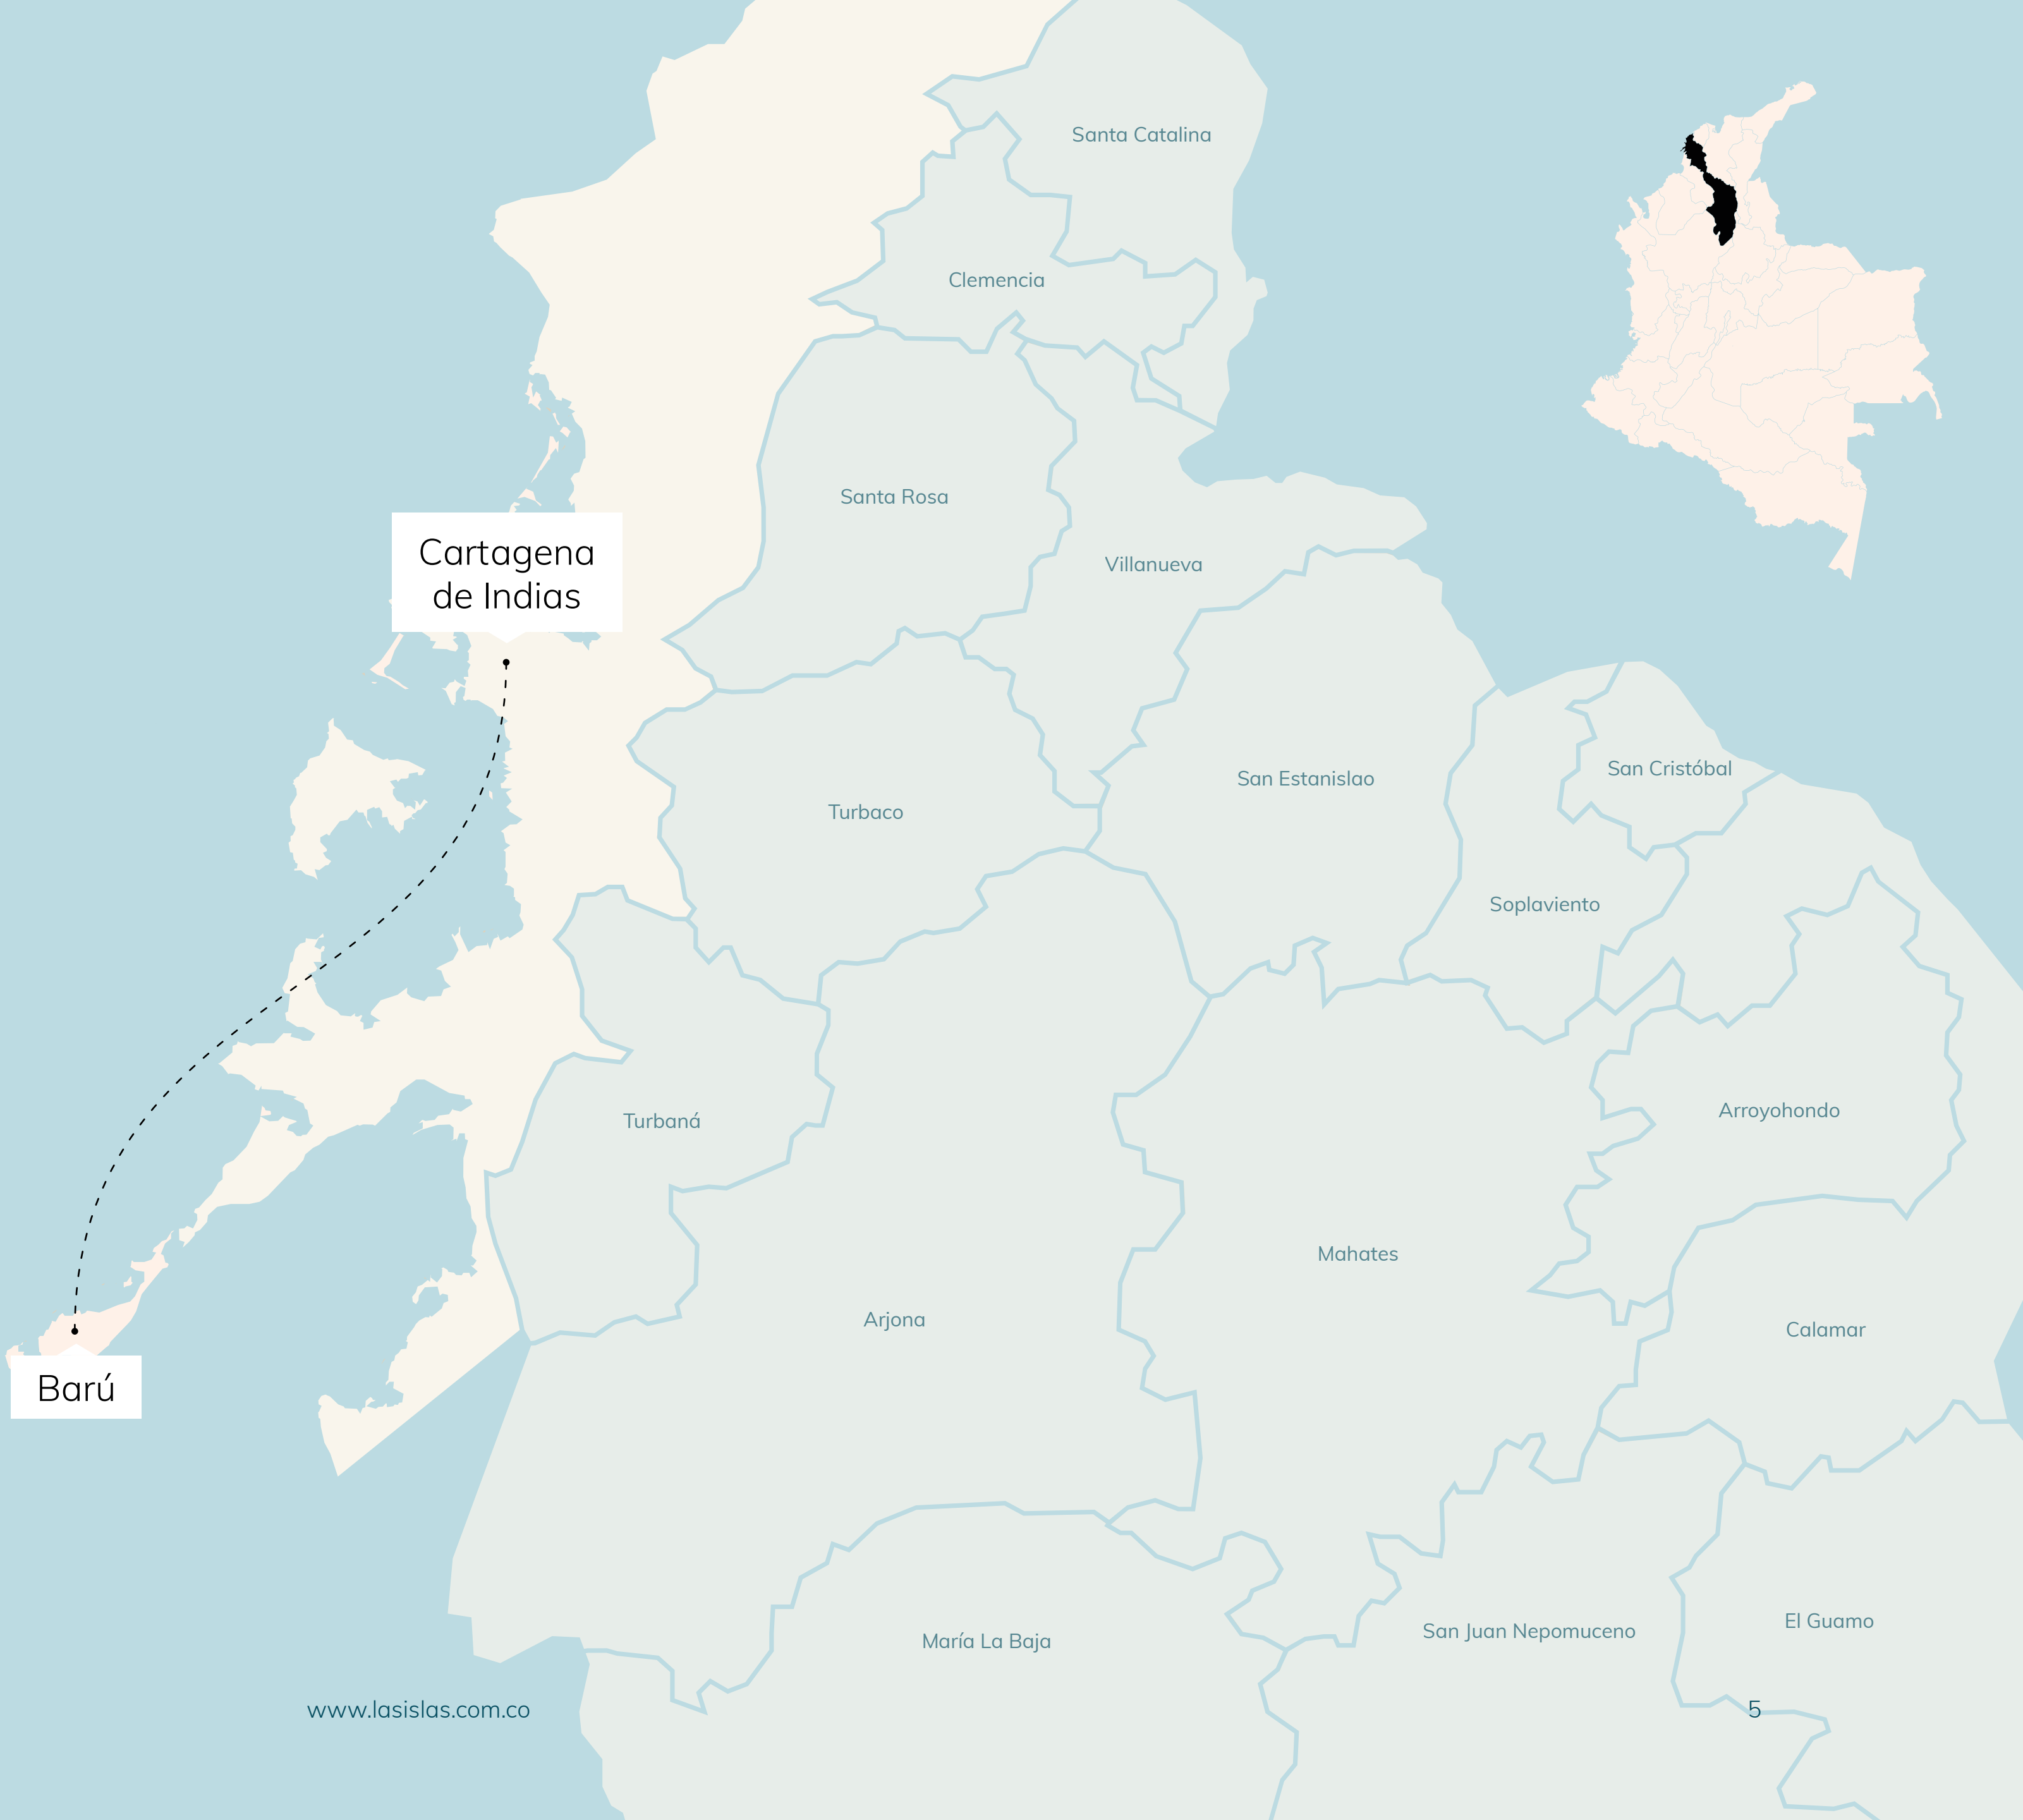 Santa Catalina
Clemencia
Santa Rosa
Cartagena
de Indias
Villanueva
San Cristóbal
San Estanislao
Turbaco
Soplaviento
Arroyohondo
Turbaná
Mahates
Arjona
Calamar
Barú
El Guamo
San Juan Nepomuceno
María La Baja
www.lasislas.com.co
5